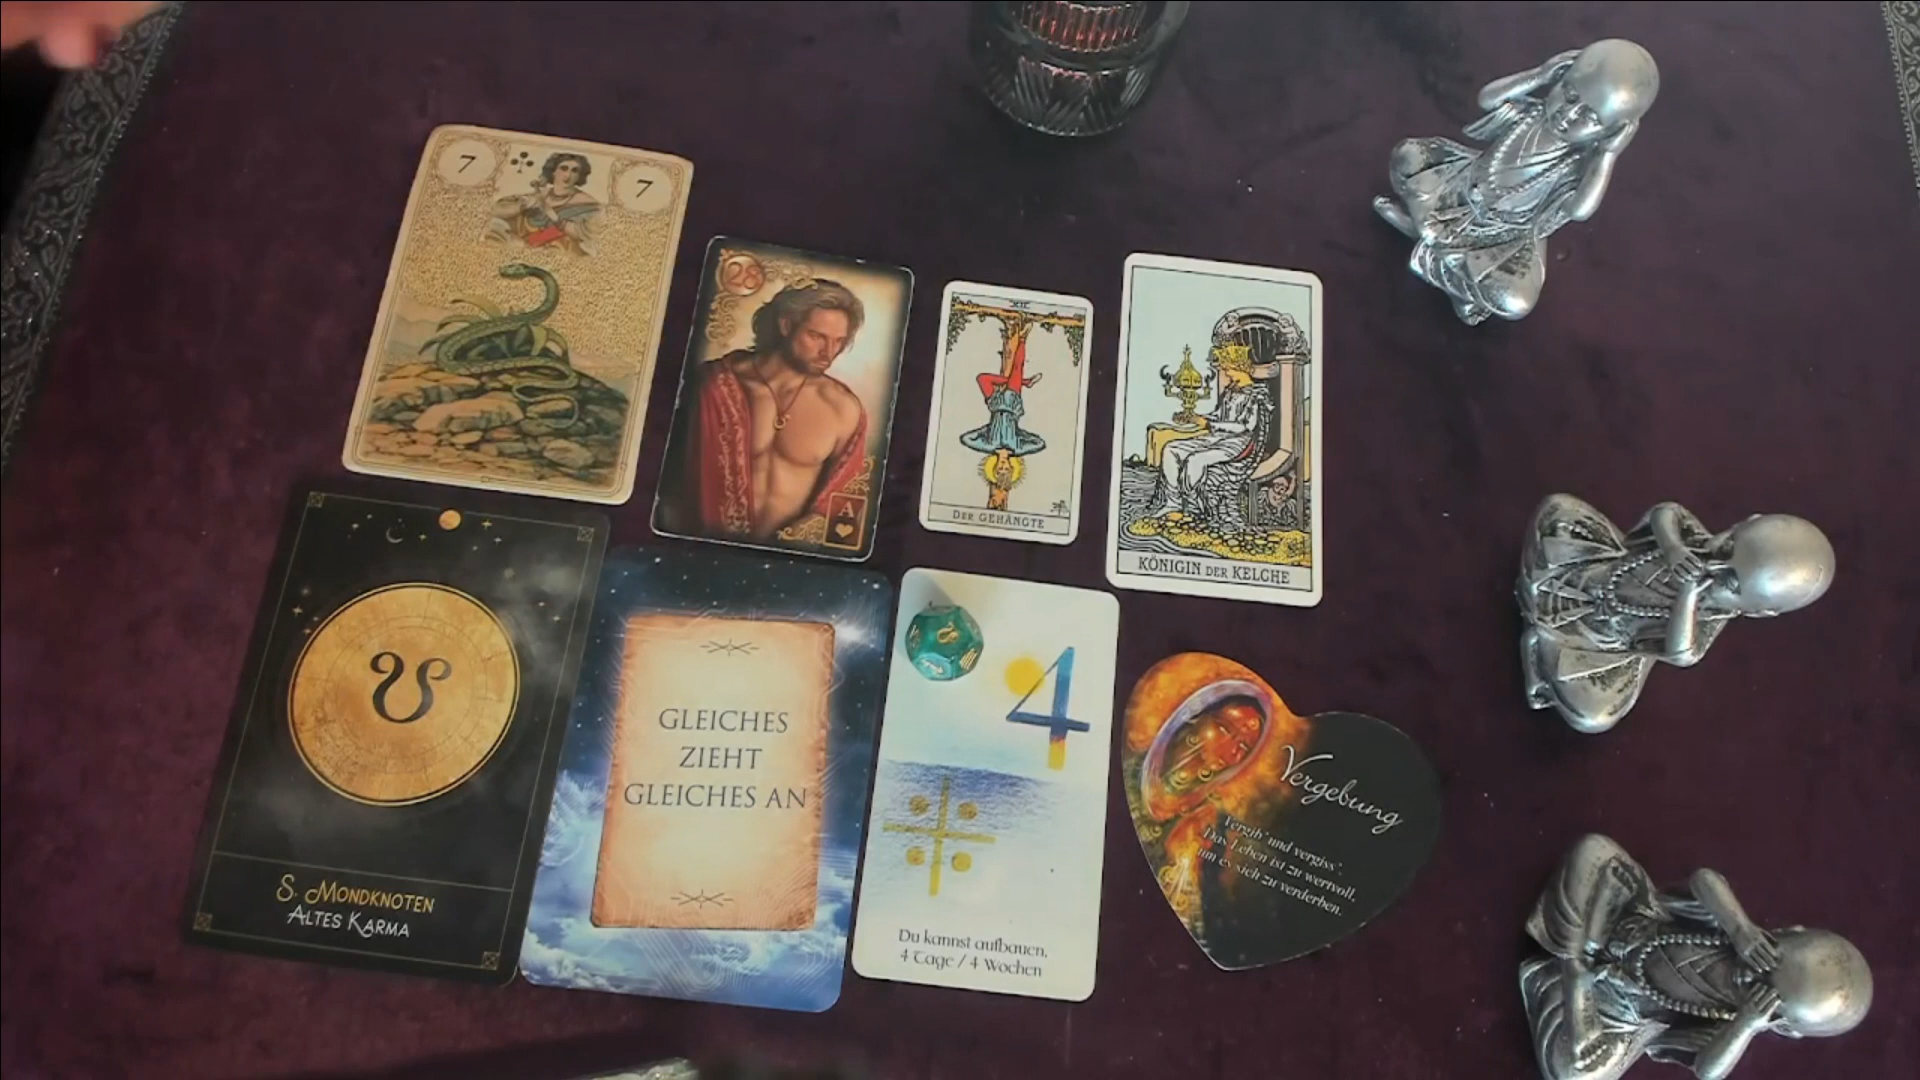 7
7
28
A
XII
DER GEHÄNGTE
KÖNIGIN DER KELCHE
S. MONDKNOTEN
ALTES KARMA
GLEICHES
ZIEHT
GLEICHES AN
4
Du kannst aufbauen,
4 Tage / 4 Wochen
Vergebung
Vergib' und vergiss'.
Das Leben ist zu wertvoll,
um es sich zu verderben.